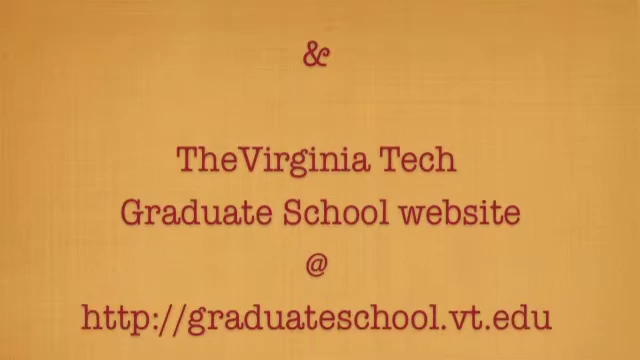 &
TheVirginia Tech
Graduate School website
@
http://graduateschool.vt.edu